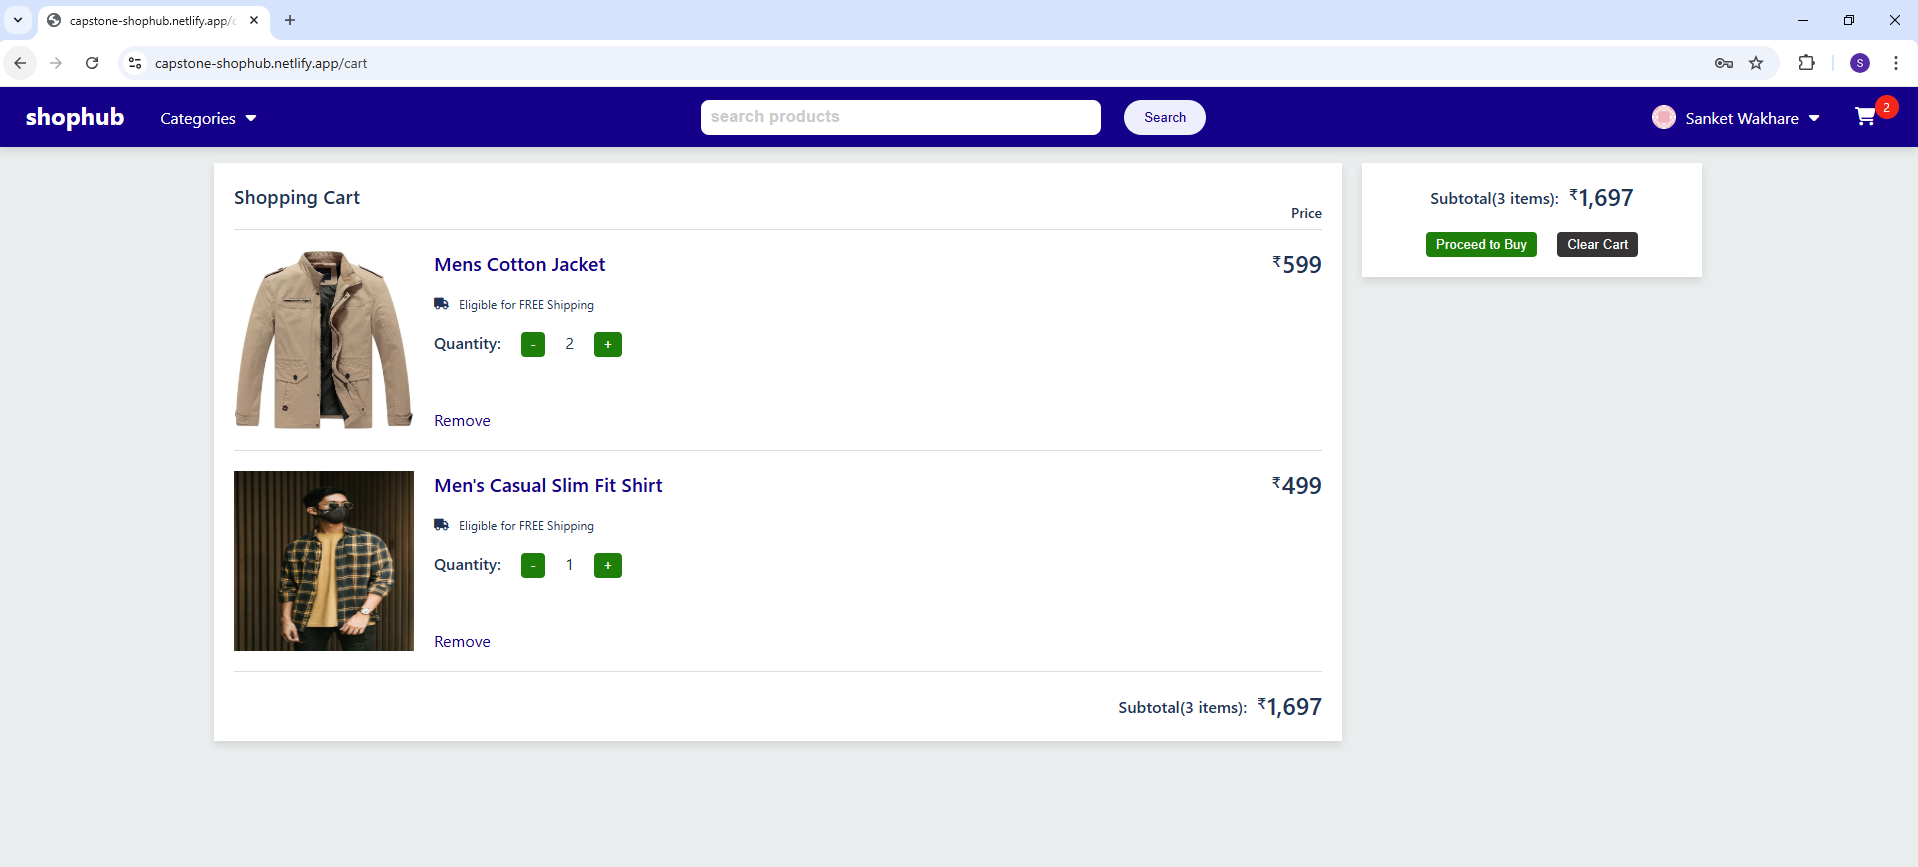 capstone-shophub.netlify.app/c
capstone-shophub.netlify.app/cart
S
shophub
Categories
search products
Search
Sanket Wakhare
2
Shopping Cart
Price
Mens Cotton Jacket
₹599
Eligible for FREE Shipping
Quantity: - 2 +
Remove
Men's Casual Slim Fit Shirt
₹499
Eligible for FREE Shipping
Quantity: - 1 +
Remove
Subtotal(3 items): ₹1,697
Subtotal(3 items): ₹1,697
Proceed to Buy
Clear Cart